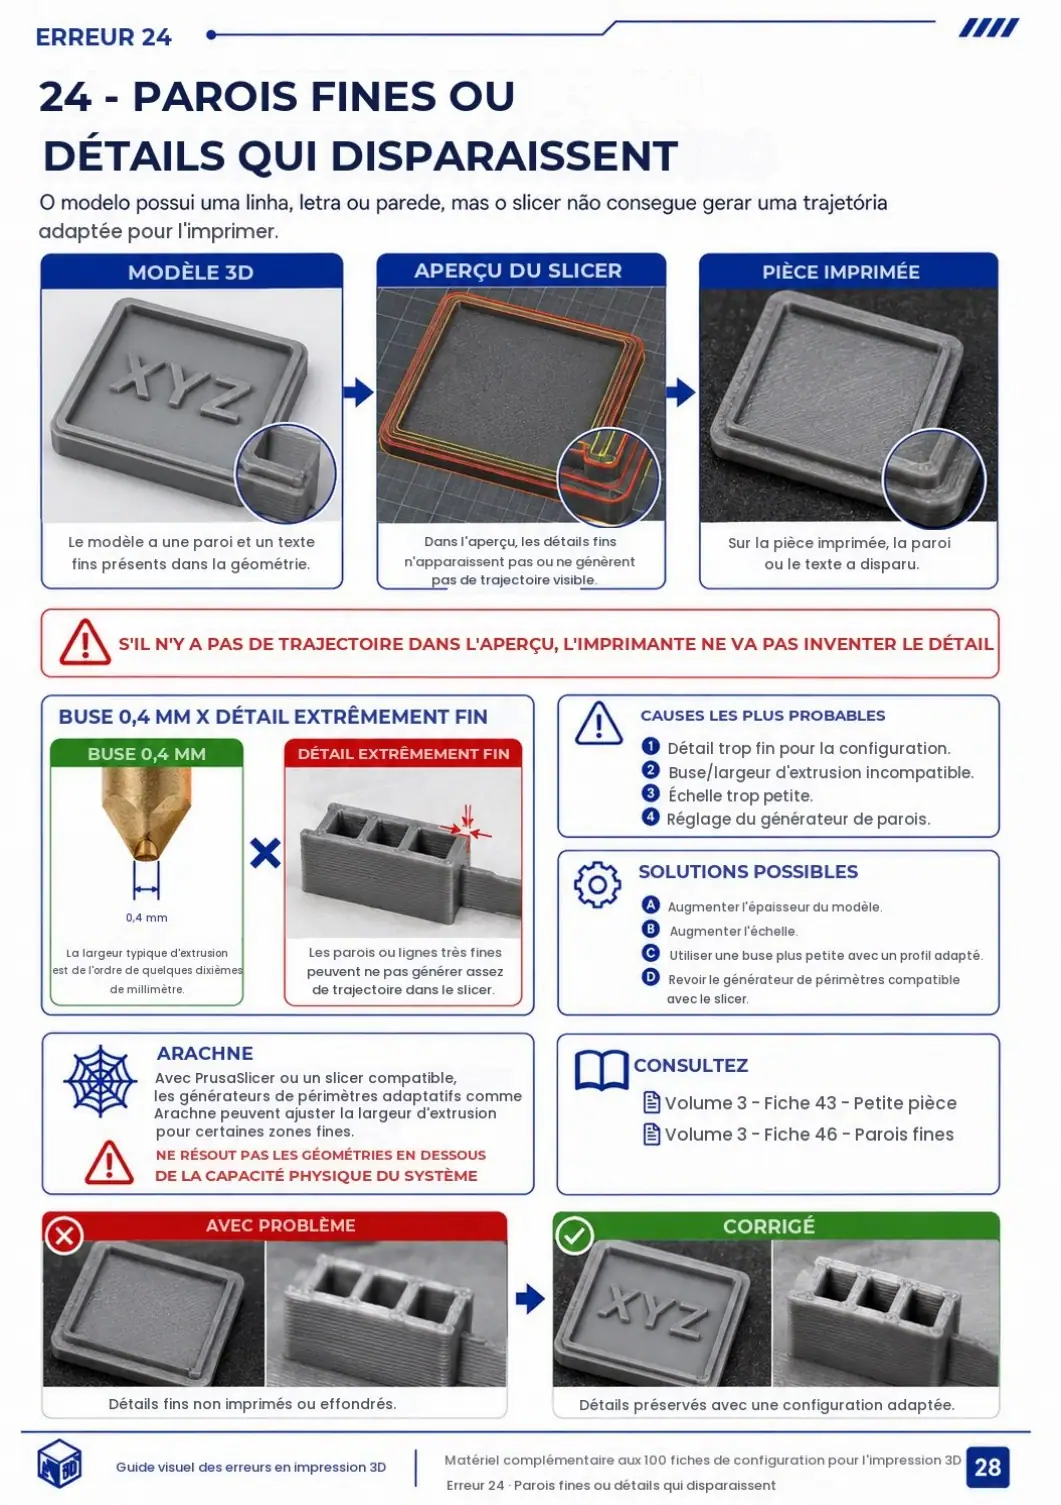 ERREUR 24
24 - PAROIS FINES OU
DÉTAILS QUI DISPARAISSENT
O modelo possui uma linha, letra ou parede, mas o slicer não consegue gerar uma trajetória
adaptée pour l'imprimer.
MODÈLE 3D
XYZ
Le modèle a une paroi et un texte
fins présents dans la géométrie.
APERÇU DU SLICER
Dans l'aperçu, les détails fins
n'apparaissent pas ou ne génèrent
pas de trajectoire visible.
PIÈCE IMPRIMÉE
Sur la pièce imprimée, la paroi
ou le texte a disparu.
S'IL N'Y A PAS DE TRAJECTOIRE DANS L'APERÇU, L'IMPRIMANTE NE VA PAS INVENTER LE DÉTAIL
BUSE 0,4 MM X DÉTAIL EXTRÊMEMENT FIN
BUSE 0,4 MM
0,4 mm
La largeur typique d'extrusion
est de l'ordre de quelques dixièmes
de millimètre.
DÉTAIL EXTRÊMEMENT FIN
Les parois ou lignes très fines
peuvent ne pas générer assez
de trajectoire dans le slicer.
CAUSES LES PLUS PROBABLES
1 Détail trop fin pour la configuration.
2 Buse/largeur d'extrusion incompatible.
3 Échelle trop petite.
4 Réglage du générateur de parois.
SOLUTIONS POSSIBLES
A Augmenter l'épaisseur du modèle.
B Augmenter l'échelle.
C Utiliser une buse plus petite avec un profil adapté.
D Revoir le générateur de périmètres compatible
avec le slicer.
ARACHNE
Avec PrusaSlicer ou un slicer compatible,
les générateurs de périmètres adaptatifs comme
Arachne peuvent ajuster la largeur d'extrusion
pour certaines zones fines.
NE RÉSOUT PAS LES GÉOMÉTRIES EN DESSOUS
DE LA CAPACITÉ PHYSIQUE DU SYSTÈME
CONSULTEZ
Volume 3 - Fiche 43 - Petite pièce
Volume 3 - Fiche 46 - Parois fines
AVEC PROBLÈME
Détails fins non imprimés ou effondrés.
CORRIGÉ
XYZ
Détails préservés avec une configuration adaptée.
Guide visuel des erreurs en impression 3D
Matériel complémentaire aux 100 fiches de configuration pour l'impression 3D
Erreur 24 · Parois fines ou détails qui disparaissent
28